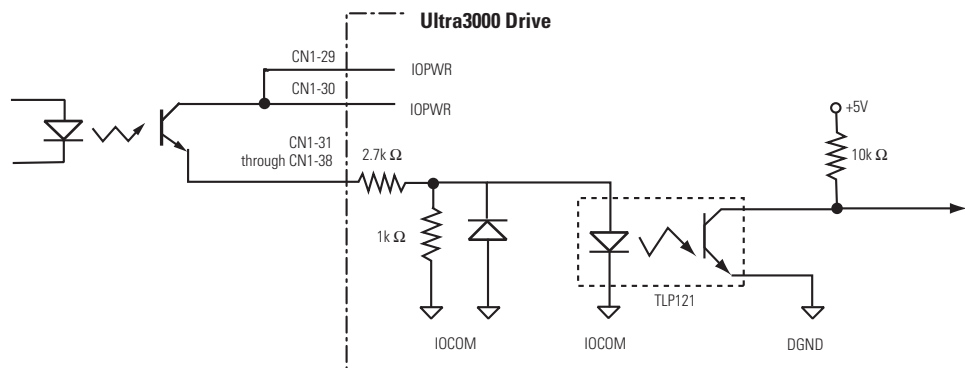 Ultra3000 Drive
CN1-29
IOPWR
CN1-30
IOPWR
+5V
CN1-31
through CN1-38
2.7k Ω
10k Ω
1k Ω
TLP121
IOCOM
IOCOM
DGND